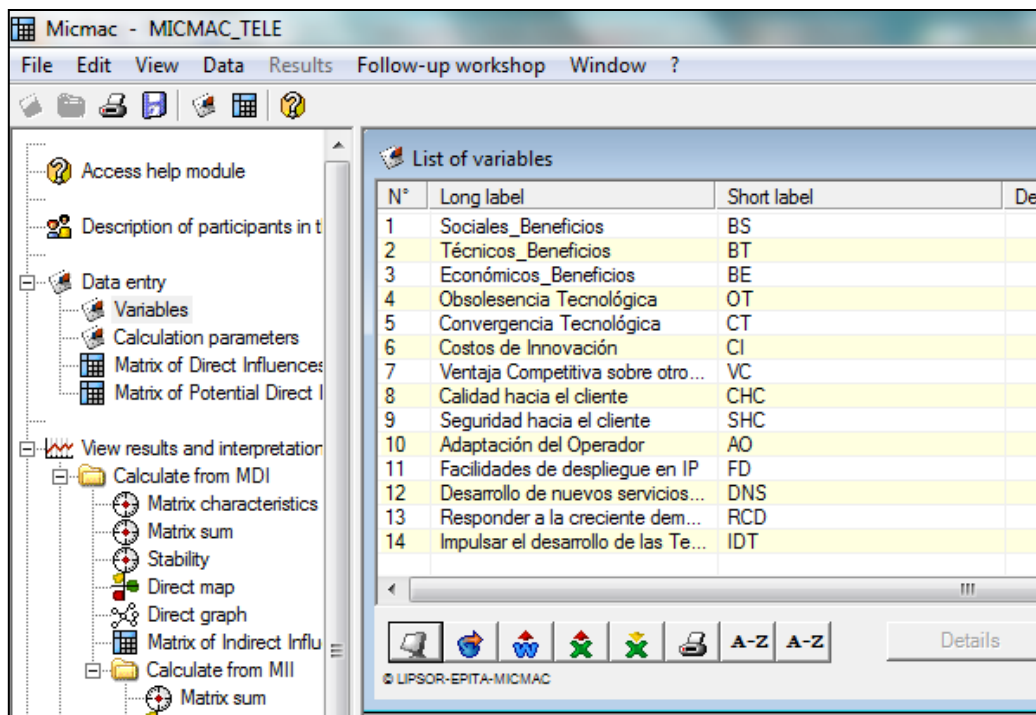 Micmac - MICMAC_TELE
File Edit View Data Results Follow-up workshop Window ?
Access help module
Description of participants in t
Data entry
Variables
Calculation parameters
Matrix of Direct Influences
Matrix of Potential Direct I
View results and interpretation
Calculate from MDI
Matrix characteristics
Matrix sum
Stability
Direct map
Direct graph
Matrix of Indirect Influ
Calculate from MII
Matrix sum
List of variables
N° Long label Short label De
1 Sociales_Beneficios BS
2 Técnicos_Beneficios BT
3 Económicos_Beneficios BE
4 Obsolesencia Tecnológica OT
5 Convergencia Tecnológica CT
6 Costos de Innovación CI
7 Ventaja Competitiva sobre otro... VC
8 Calidad hacia el cliente CHC
9 Seguridad hacia el cliente SHC
10 Adaptación del Operador AO
11 Facilidades de despliegue en IP FD
12 Desarrollo de nuevos servicios... DNS
13 Responder a la creciente dem... RCD
14 Impulsar el desarrollo de las Te... IDT
A-Z A-Z Details
© LIPSOR-EPITA-MICMAC